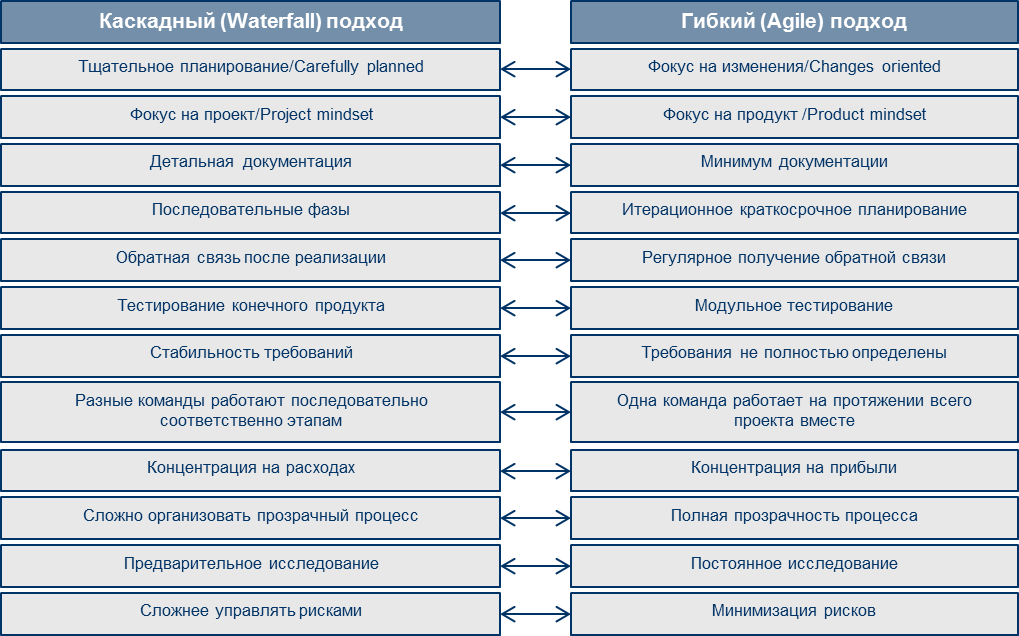 Каскадный (Waterfall) подход
Гибкий (Agile) подход
Тщательное планирование/Carefully planned
Фокус на изменения/Changes oriented
Фокус на проект/Project mindset
Фокус на продукт /Product mindset
Детальная документация
Минимум документации
Последовательные фазы
Итерационное краткосрочное планирование
Обратная связь после реализации
Регулярное получение обратной связи
Тестирование конечного продукта
Модульное тестирование
Стабильность требований
Требования не полностью определены
Разные команды работают последовательно
соответственно этапам
Одна команда работает на протяжении всего
проекта вместе
Концентрация на расходах
Концентрация на прибыли
Сложно организовать прозрачный процесс
Полная прозрачность процесса
Предварительное исследование
Постоянное исследование
Сложнее управлять рисками
Минимизация рисков